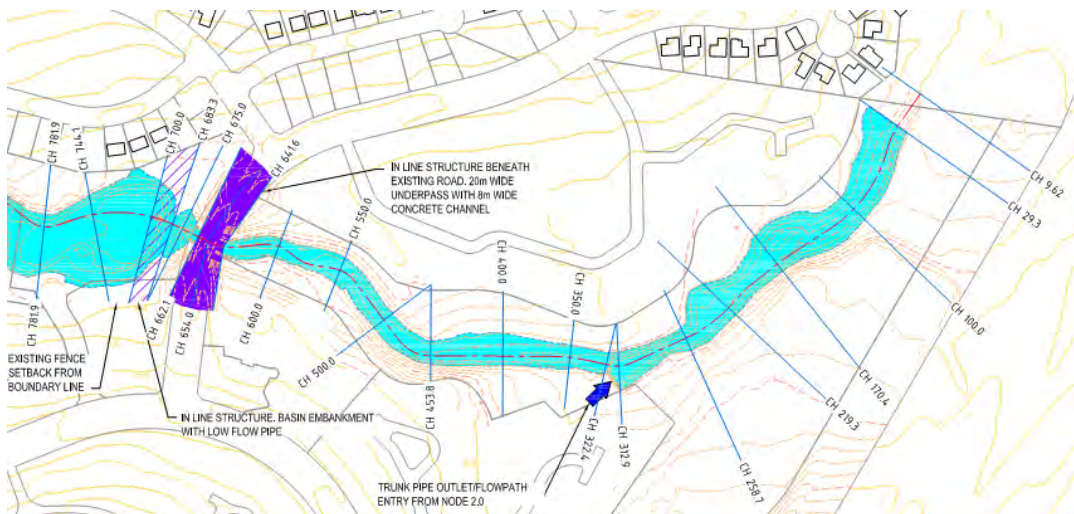 CH 781.9
CH 744.1
CH 700.0
CH 683.3
CH 675.0
CH 641.6
IN LINE STRUCTURE BENEATH
EXISTING ROAD. 20m WIDE
UNDERPASS WITH 8m WIDE
CONCRETE CHANNEL
CH 550.0
CH 400.0
CH 350.0
CH 9.62
CH 29.3
CH 100.0
CH 170.4
CH 219.3
CH 258.7
CH 312.9
CH 322.4
CH 453.8
CH 500.0
CH 600.0
CH 654.0
CH 662.1
CH 781.9
EXISTING FENCE
SETBACK FROM
BOUNDARY LINE
IN LINE STRUCTURE. BASIN EMBANKMENT
WITH LOW FLOW PIPE
TRUNK PIPE OUTLET/FLOWPATH
ENTRY FROM NODE 2.0